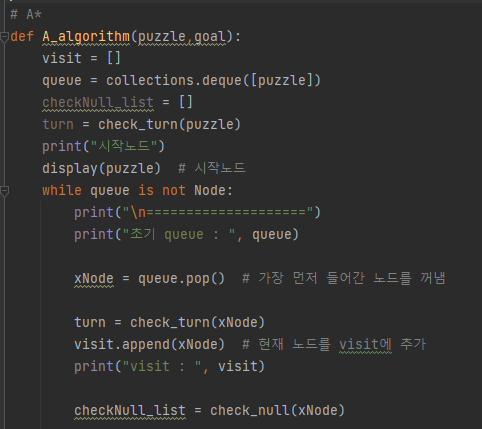 # A*
def A_algorithm(puzzle,goal):
    visit = []
    queue = collections.deque([puzzle])
    checkNull_list = []
    turn = check_turn(puzzle)
    print("시작노드")
    display(puzzle)  # 시작노드
    while queue is not Node:
        print("\n====================")
        print("초기 queue : ", queue)

        xNode = queue.pop()  # 가장 먼저 들어간 노드를 꺼냄

        turn = check_turn(xNode)
        visit.append(xNode)  # 현재 노드를 visit에 추가
        print("visit : ", visit)

        checkNull_list = check_null(xNode)